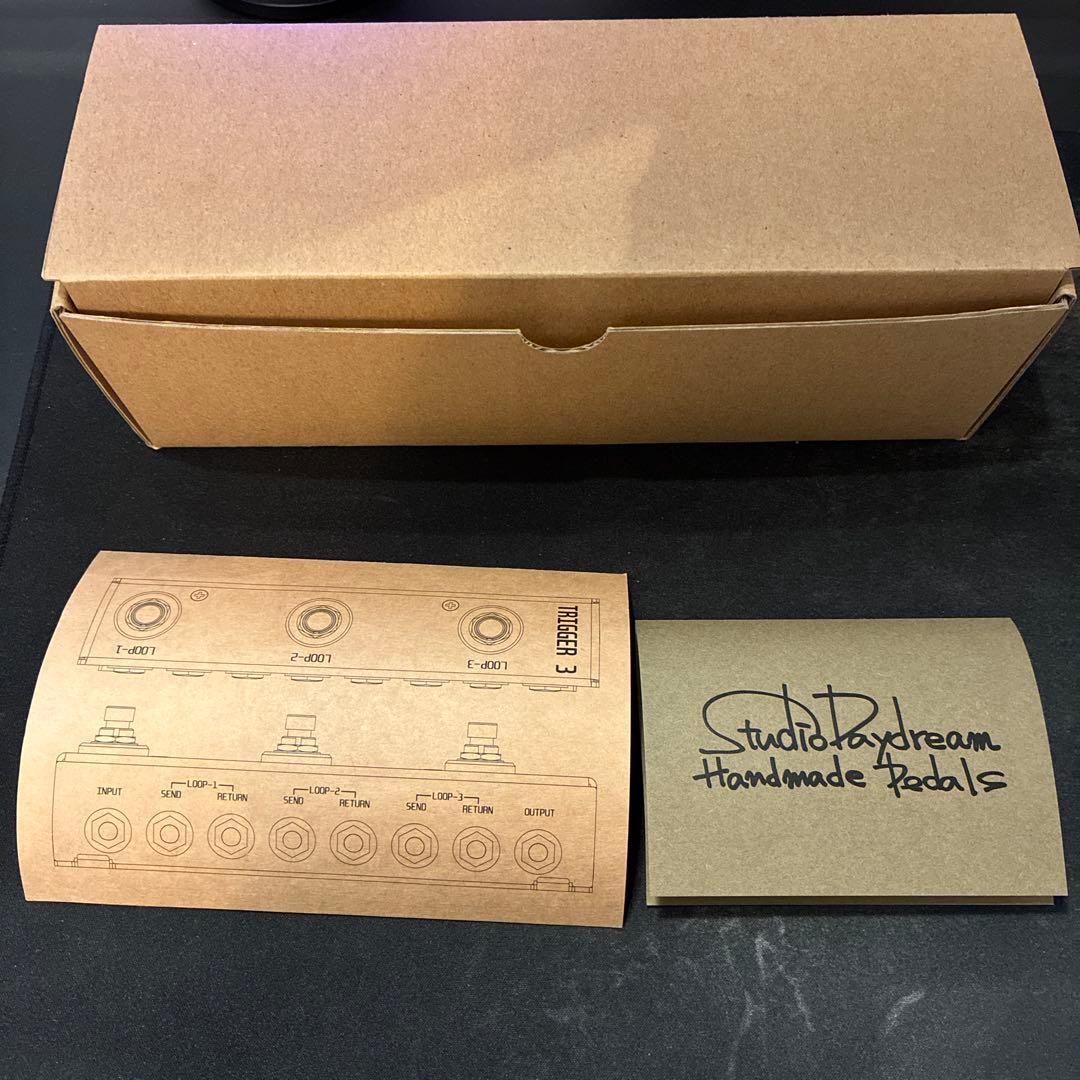 TRIGGER 3
LOOP-1
LOOP-2
LOOP-3
INPUT
LOOP-1
SEND
RETURN
LOOP-2
SEND
RETURN
LOOP-3
SEND
RETURN
OUTPUT
StudioDaydream
Handmade Pedals